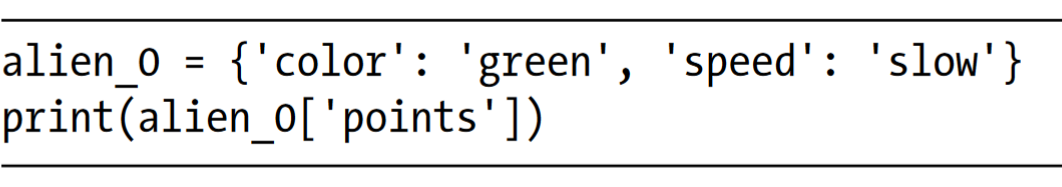 alien_0 = {'color': 'green', 'speed': 'slow'}
print(alien_0['points'])